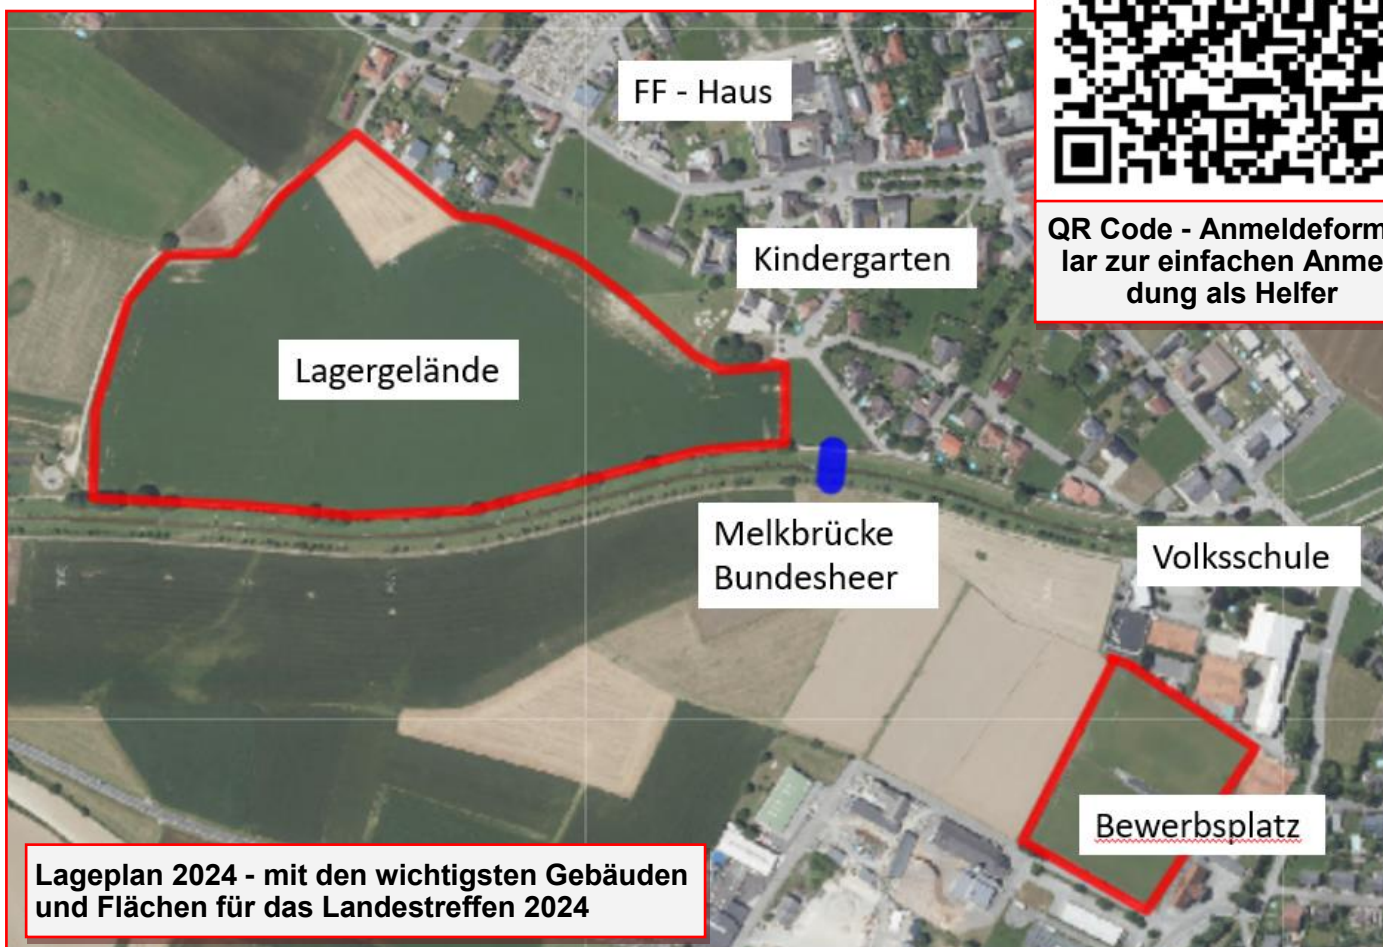 FF - Haus
QR Code - Anmeldeform
lar zur einfachen Anme
dung als Helfer
Kindergarten
Lagergelände
Melkbrücke
Bundesheer
Volksschule
Bewerbsplatz
Lageplan 2024 - mit den wichtigsten Gebäuden
und Flächen für das Landestreffen 2024